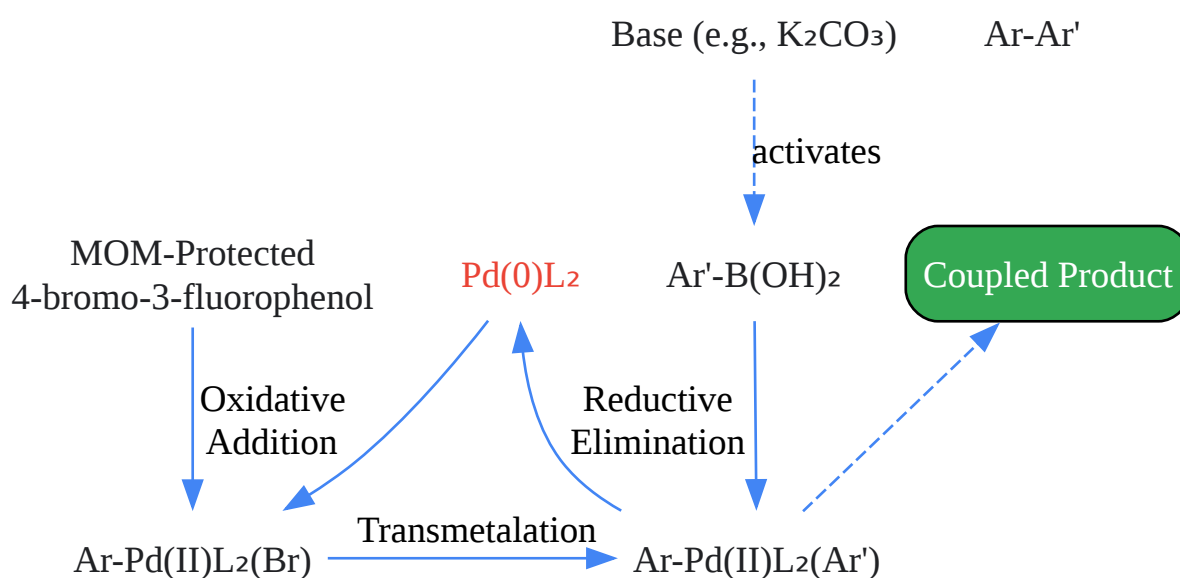 Base (e.g., K₂CO₃)
Ar-Ar'
activates
MOM-Protected
4-bromo-3-fluorophenol
Pd(0)L₂
Ar'-B(OH)₂
Coupled Product
Oxidative
Addition
Reductive
Elimination
Transmetalation
Ar-Pd(II)L₂(Br)
Ar-Pd(II)L₂(Ar')